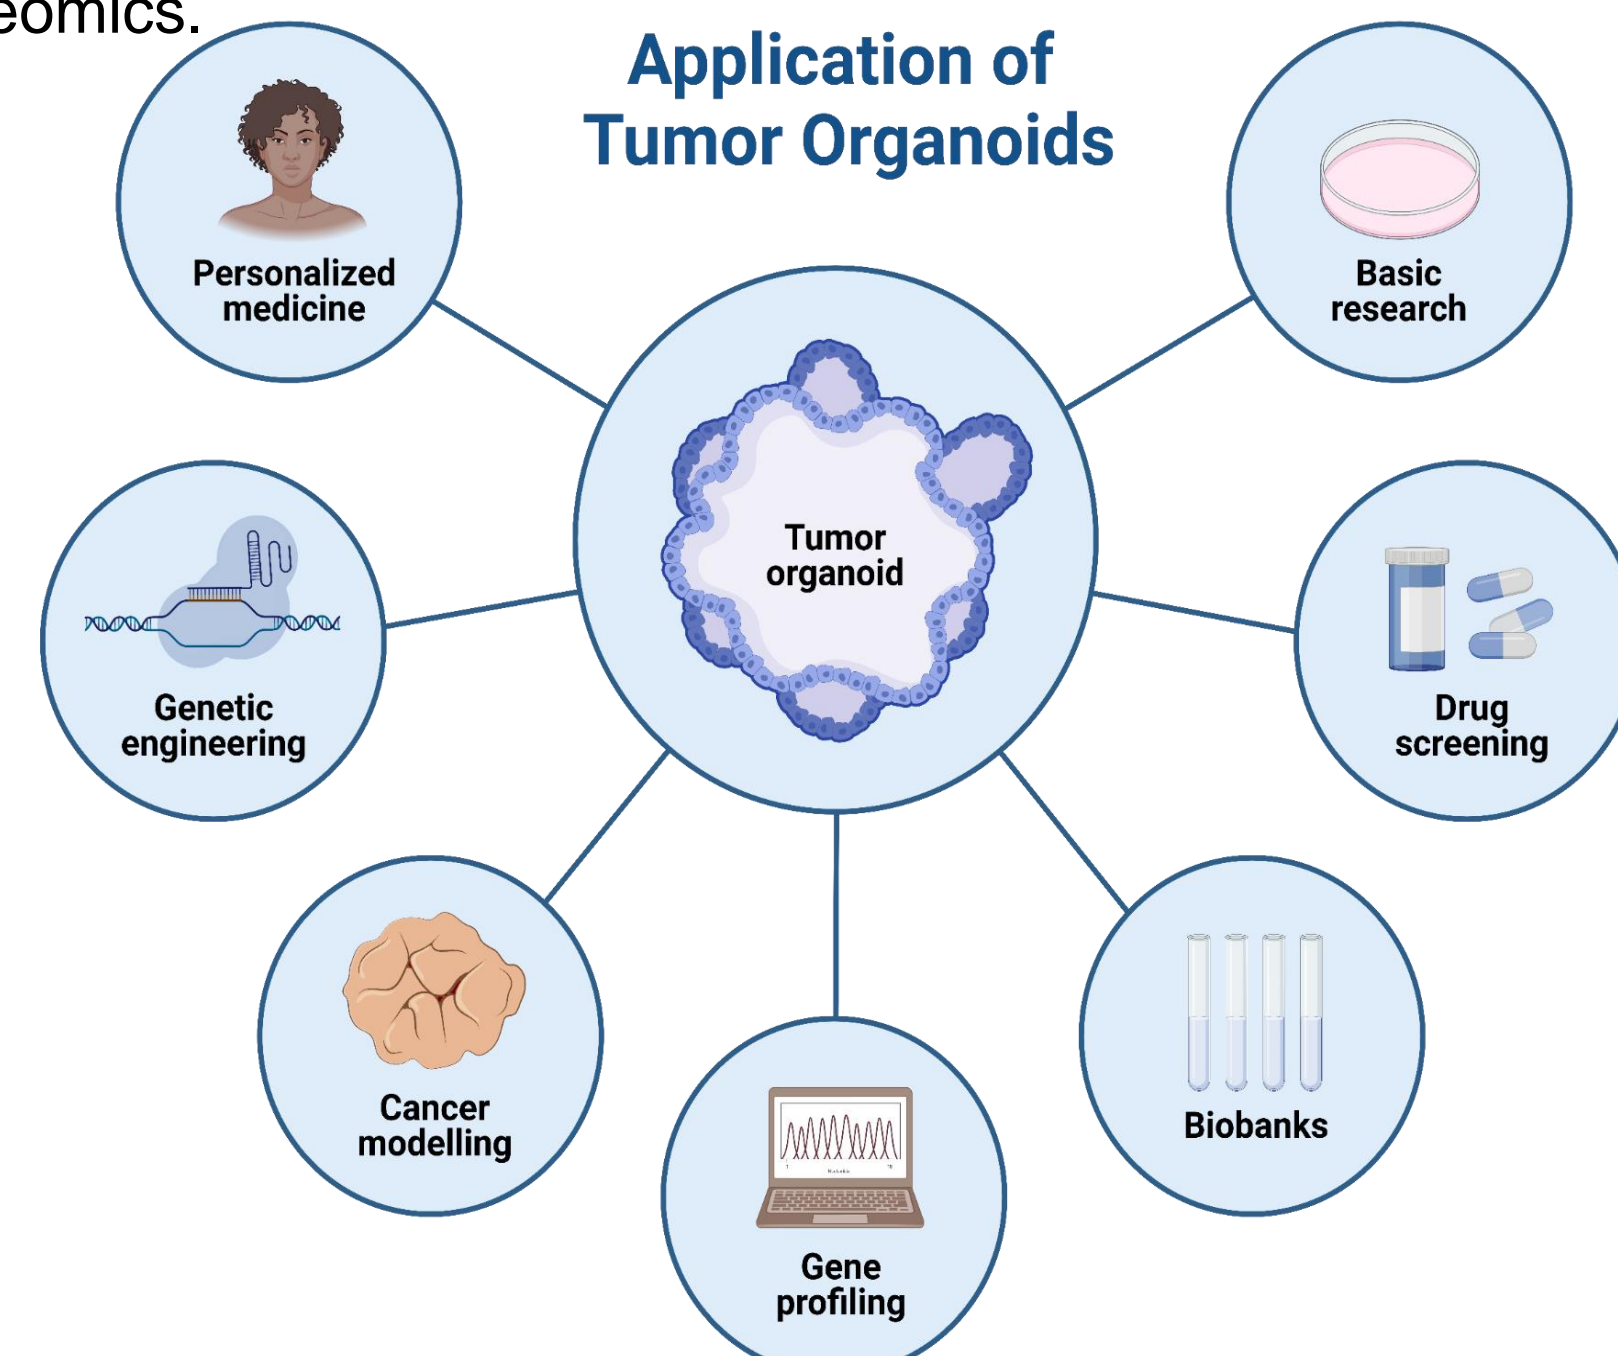 eomics.
Application of
Tumor Organoids
Personalized
medicine
Basic
research
Tumor
organoid
Genetic
engineering
Drug
screening
Cancer
modelling
Biobanks
Gene
profiling